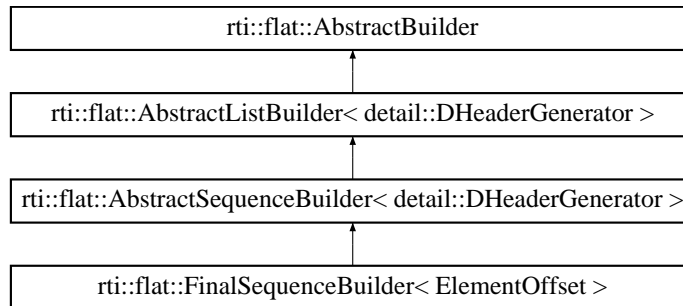 rti::flat::AbstractBuilder
rti::flat::AbstractListBuilder< detail::DHeaderGenerator >
rti::flat::AbstractSequenceBuilder< detail::DHeaderGenerator >
rti::flat::FinalSequenceBuilder< ElementOffset >